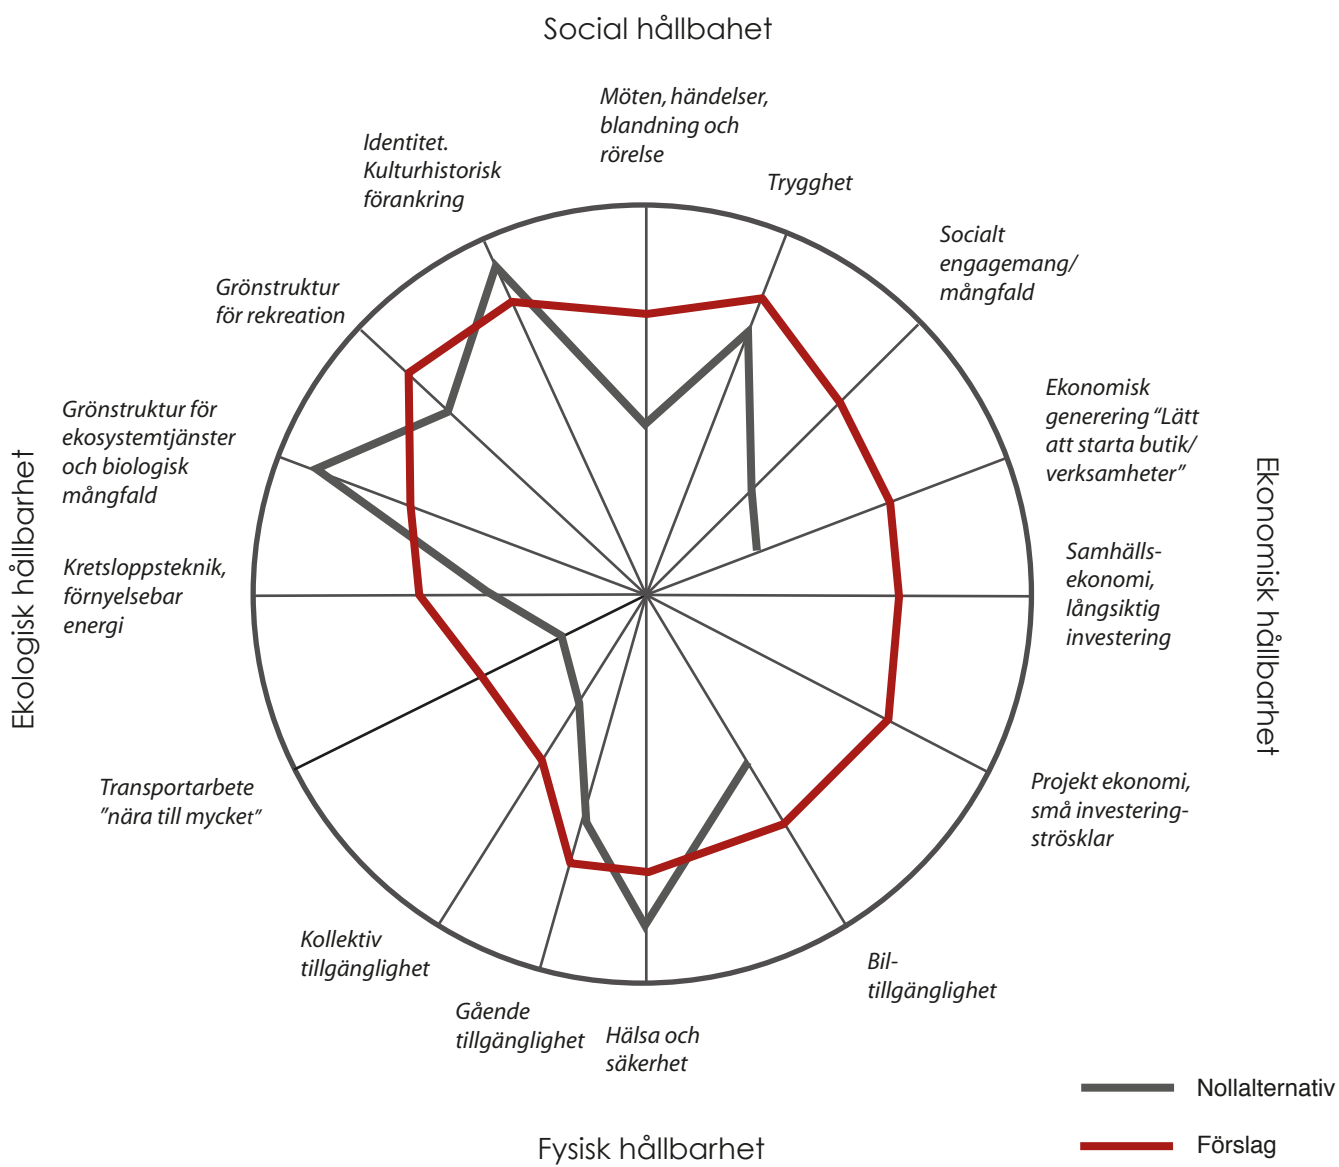 Social hållbahet
Möten, händelser,
blandning och
rörelse
Trygghet
Socialt
engagemang/
mångfald
Ekonomisk
generering “Lätt
att starta butik/
verksamheter”
Samhälls-
ekonomi,
långsiktig
investering
Ekonomisk hållbarhet
Projekt ekonomi,
små investering-
strösklar
Bil-
tillgänglighet
Hälsa och
säkerhet
Gående
tillgänglighet
Kollektiv
tillgänglighet
Transportarbete
”nära till mycket”
Kretsloppsteknik,
förnyelsebar
energi
Ekologisk hållbarhet
Grönstruktur för
ekosystemtjänster
och biologisk
mångfald
Grönstruktur
för rekreation
Identitet.
Kulturhistorisk
förankring
Fysisk hållbarhet
Nollalternativ
Förslag